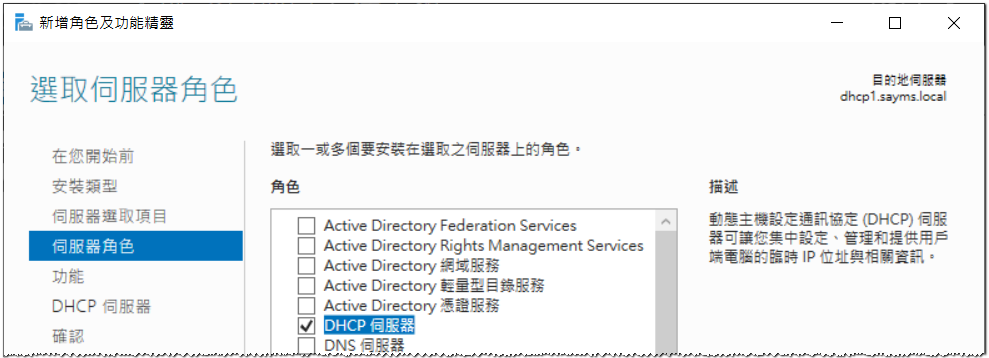 新增角色及功能精靈
選取伺服器角色
目的地伺服器
dhcp1.sayms.local
在您開始前
安裝類型
伺服器選取項目
伺服器角色
功能
DHCP 伺服器
確認
選取一或多個要安裝在選取之伺服器上的角色。
角色
Active Directory Federation Services
Active Directory Rights Management Services
Active Directory 網域服務
Active Directory 輕量型目錄服務
Active Directory 憑證服務
DHCP 伺服器
DNS 伺服器
描述
動態主機設定通訊協定 (DHCP) 伺服
器可讓您集中設定、管理和提供用戶
端電腦的臨時 IP 位址與相關資訊。